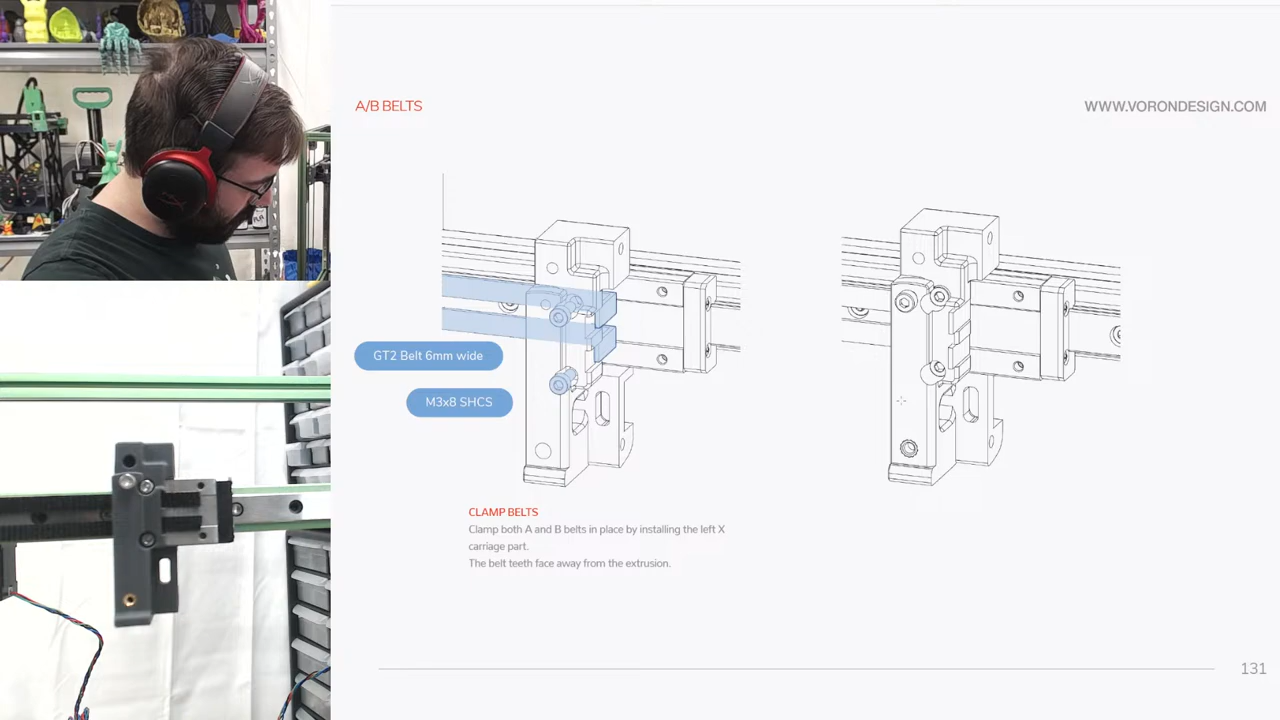 A/B BELTS
WWW.VORONDESIGN.COM
GT2 Belt 6mm wide
M3x8 SHCS
CLAMP BELTS
Clamp both A and B belts in place by installing the left X
carriage part.
The belt teeth face away from the extrusion.
131